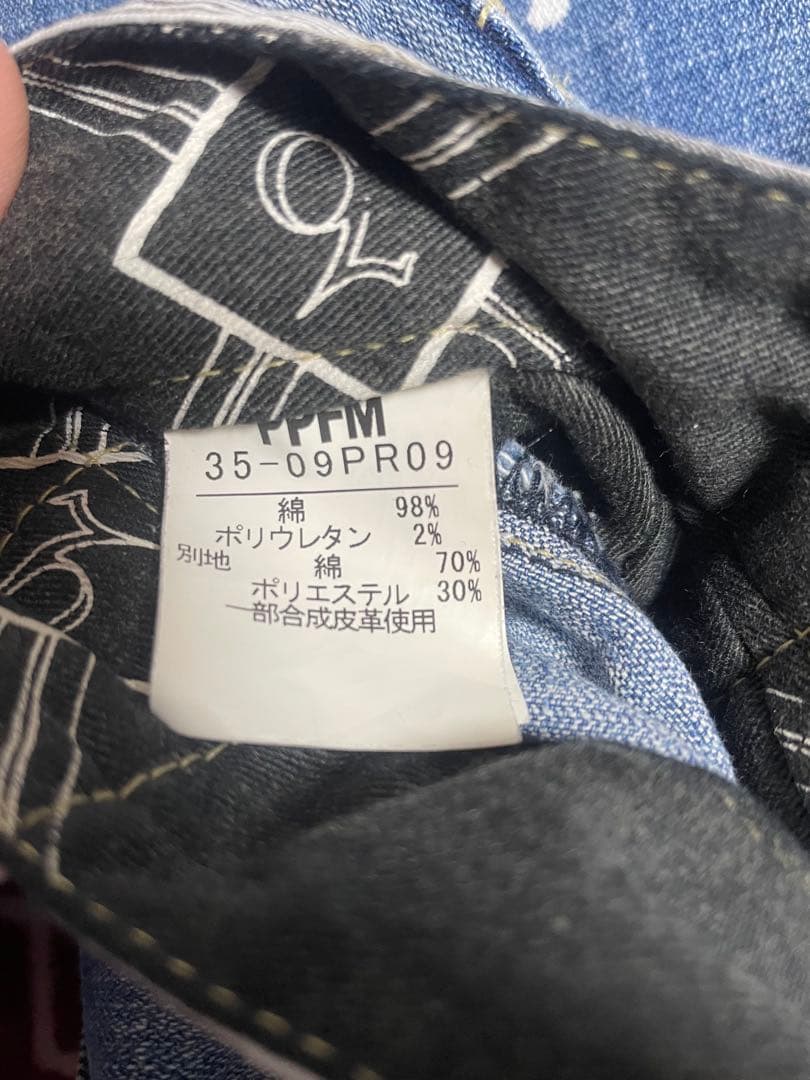 PPFM
35-09PR09
綿 98%
ポリウレタン 2%
別地 綿 70%
ポリエステル 30%
一部合成皮革使用